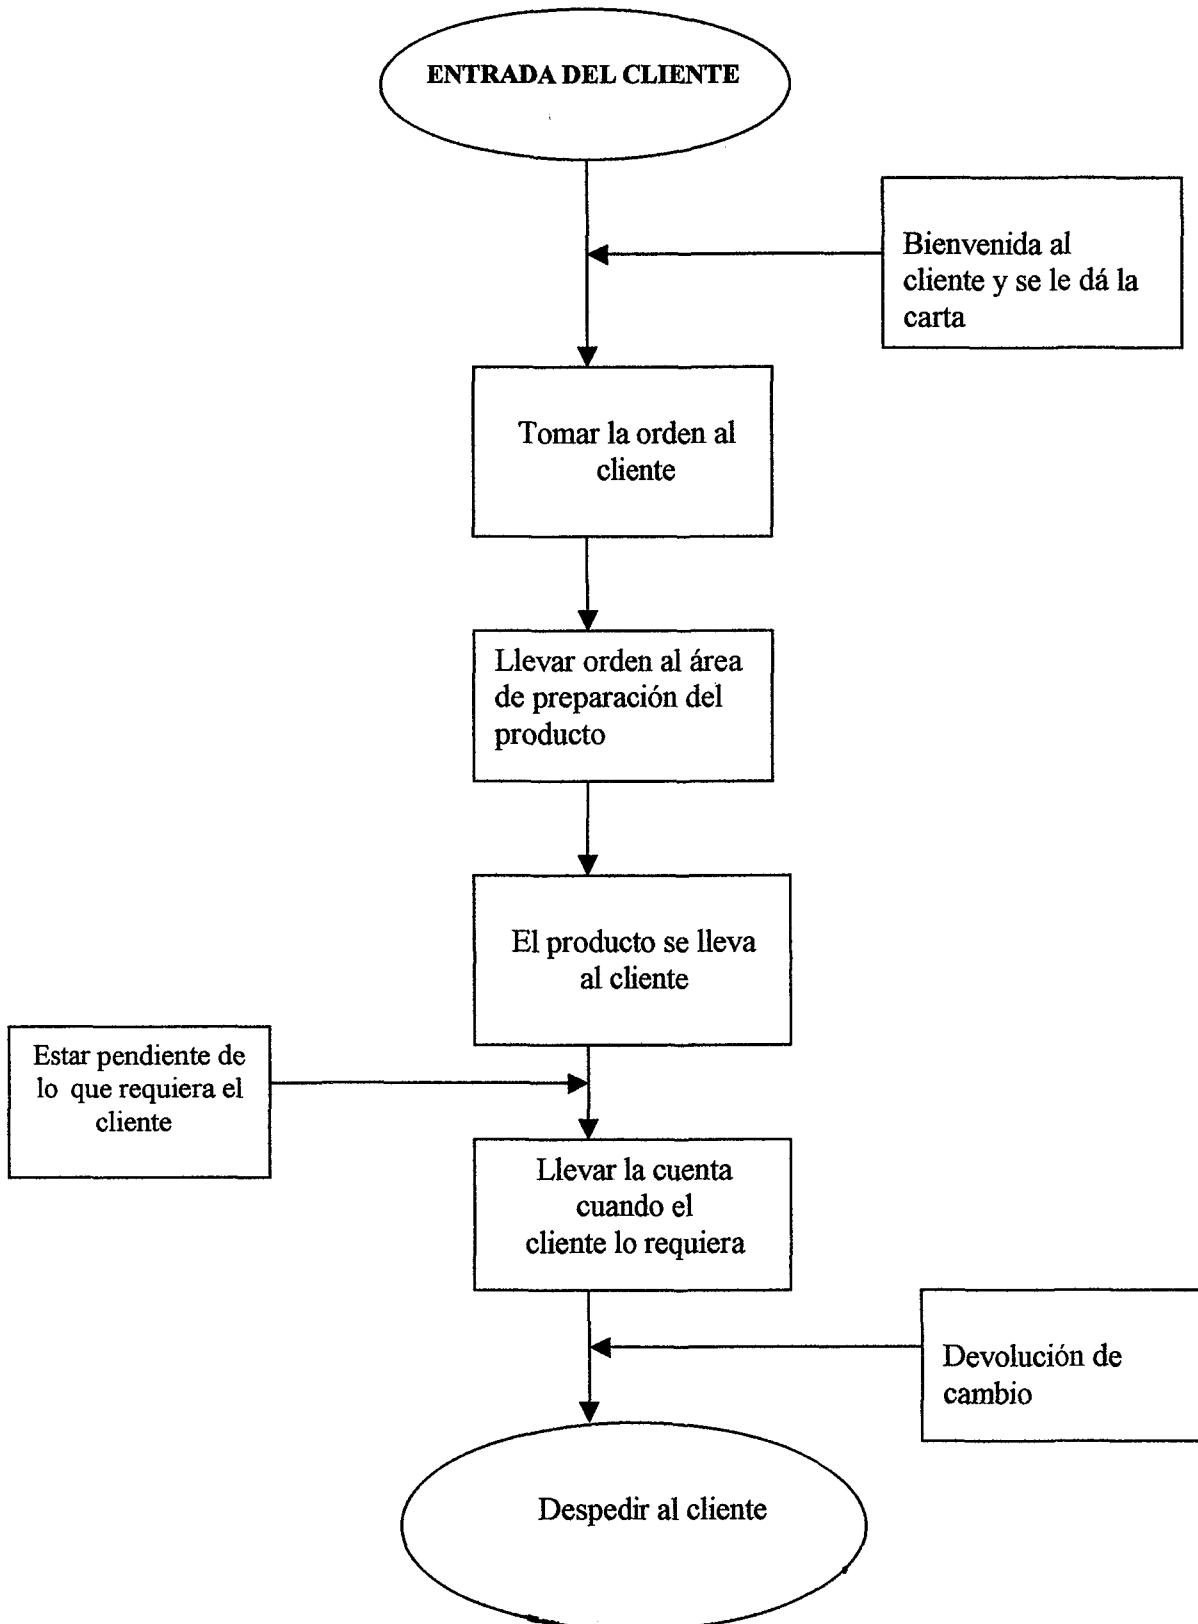 ENTRADA DEL CLIENTE
Bienvenida al
cliente y se le dá la
carta
Tomar la orden al
cliente
Llevar orden al área
de preparación del
producto
El producto se lleva
al cliente
Estar pendiente de
lo que requiera el
cliente
Llevar la cuenta
cuando el
cliente lo requiera
Devolución de
cambio
Despedir al cliente